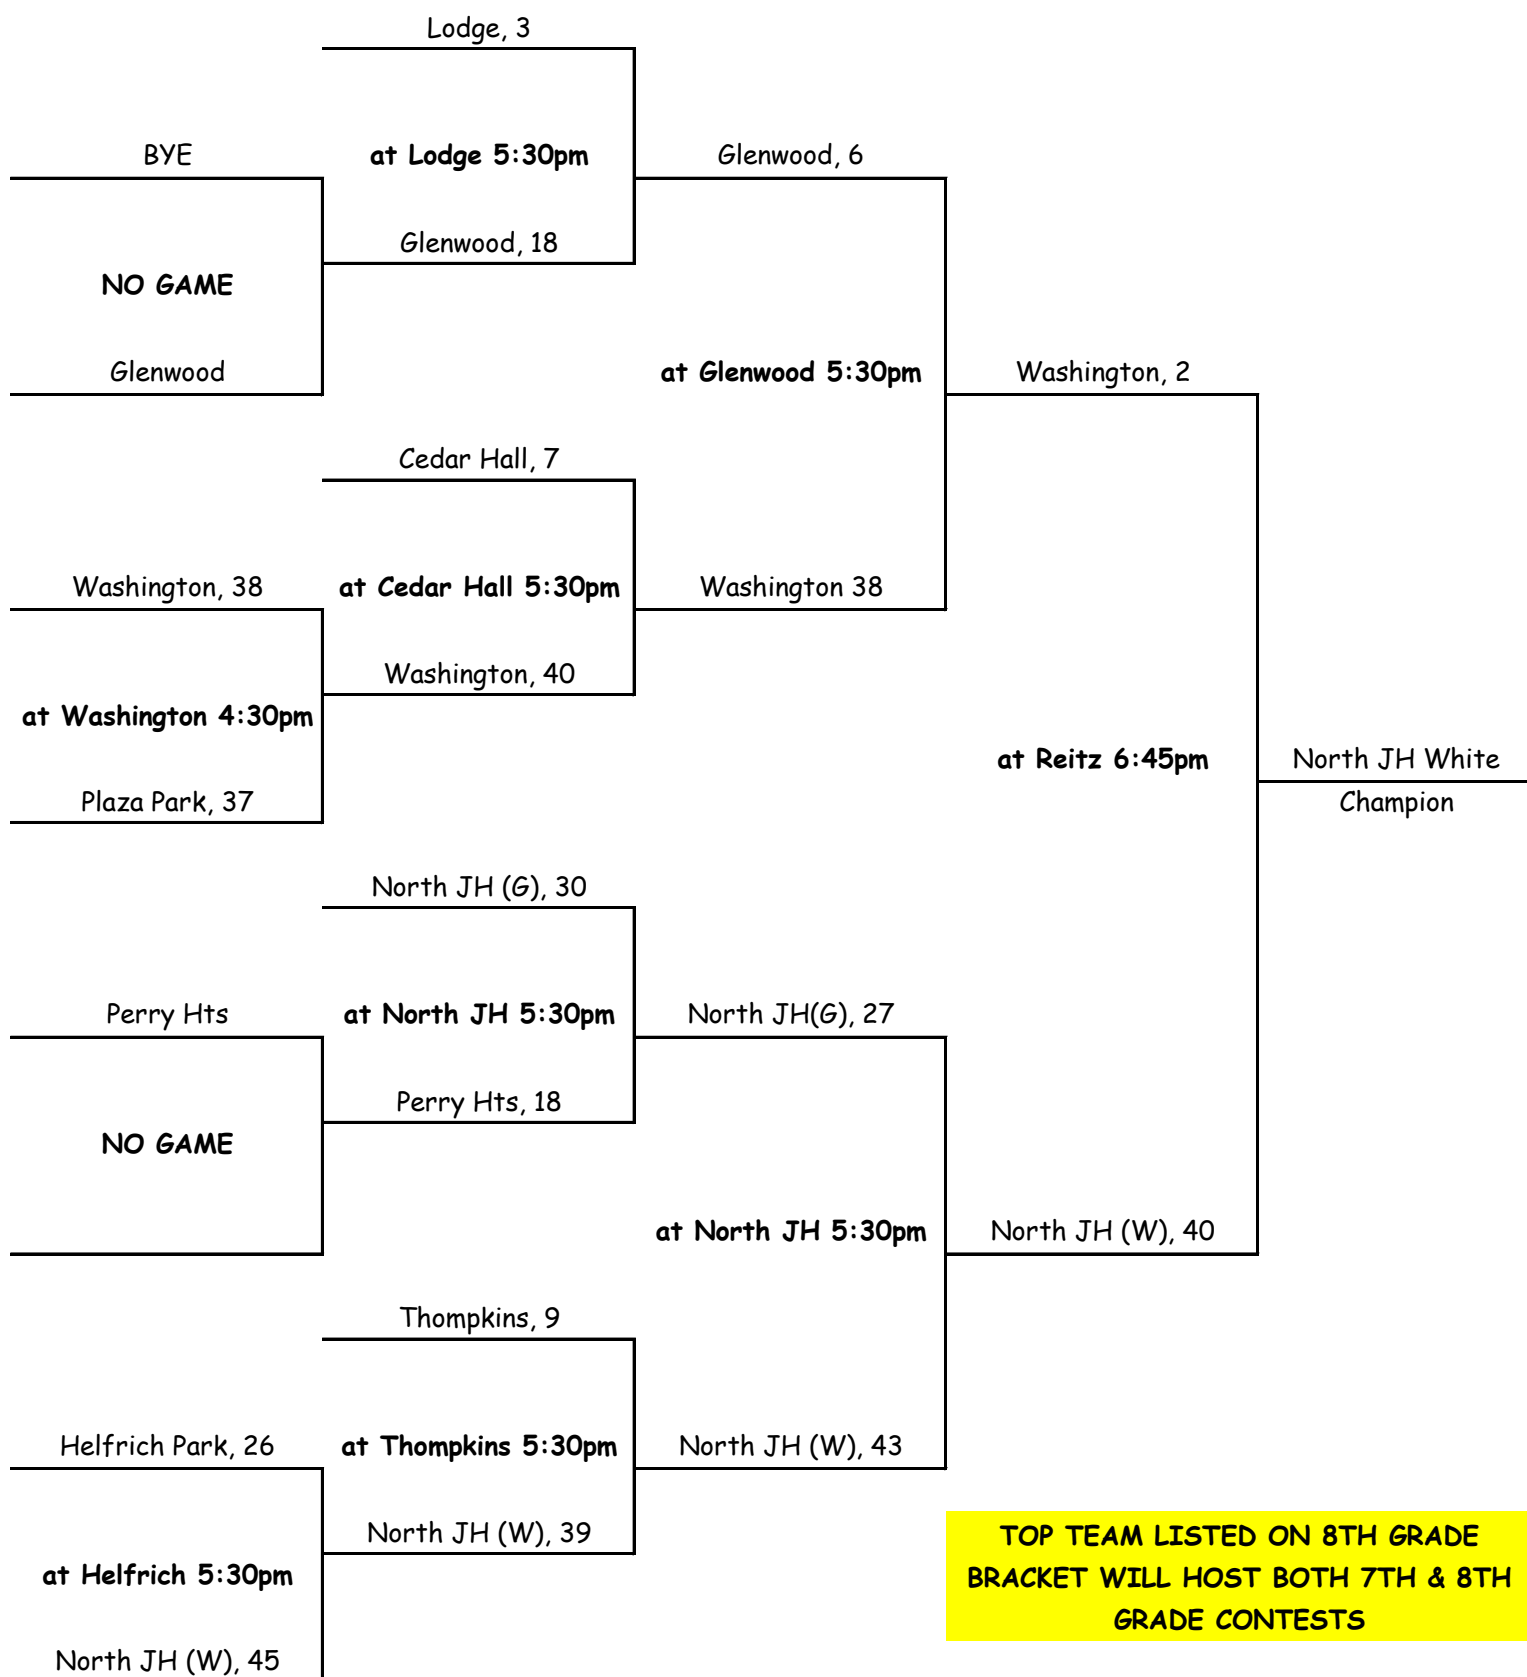 Lodge, 3
BYE
at Lodge 5:30pm
Glenwood, 6
Glenwood, 18
NO GAME
Glenwood
at Glenwood 5:30pm
Washington, 2
Cedar Hall, 7
Washington, 38
at Cedar Hall 5:30pm
Washington 38
Washington, 40
at Washington 4:30pm
at Reitz 6:45pm
North JH White
Plaza Park, 37
Champion
North JH (G), 30
Perry Hts
at North JH 5:30pm
North JH(G), 27
Perry Hts, 18
NO GAME
at North JH 5:30pm
North JH (W), 40
Thompkins, 9
Helfrich Park, 26
at Thompkins 5:30pm
North JH (W), 43
North JH (W), 39
TOP TEAM LISTED ON 8TH GRADE
BRACKET WILL HOST BOTH 7TH & 8TH
GRADE CONTESTS
at Helfrich 5:30pm
North JH (W), 45